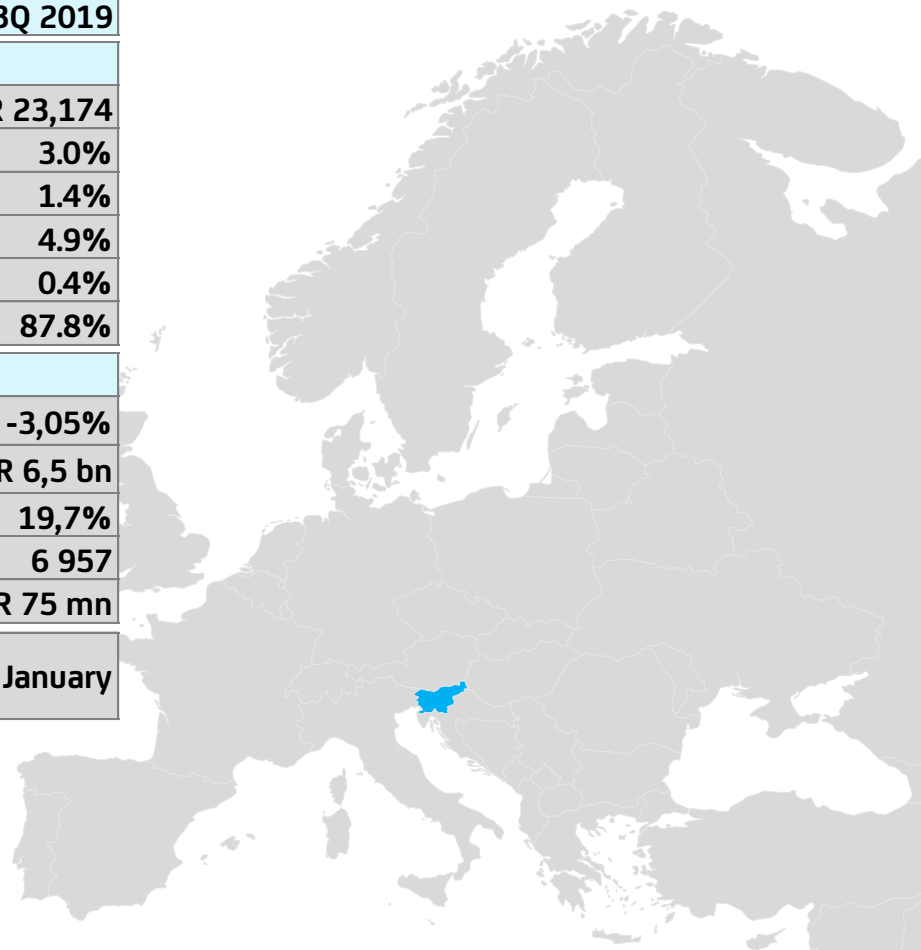 3Q 2019
R 23,174
3.0%
1.4%
4.9%
0.4%
87.8%
-3,05%
R 6,5 bn
19,7%
6 957
R 75 mn
January